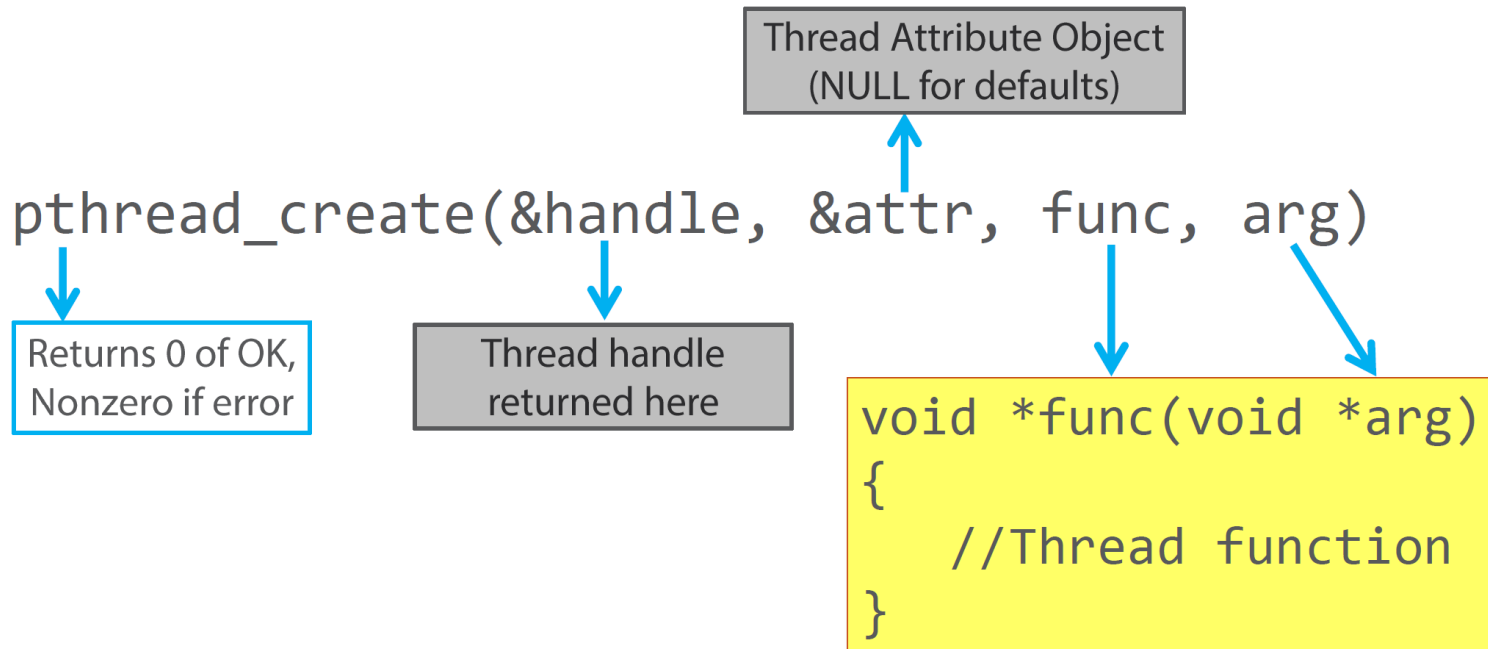 Thread Attribute Object
(NULL for defaults)
pthread_create(&handle, &attr, func, arg)
Returns 0 of OK,
Nonzero if error
Thread handle
returned here
void *func(void *arg)
{
//Thread function
}